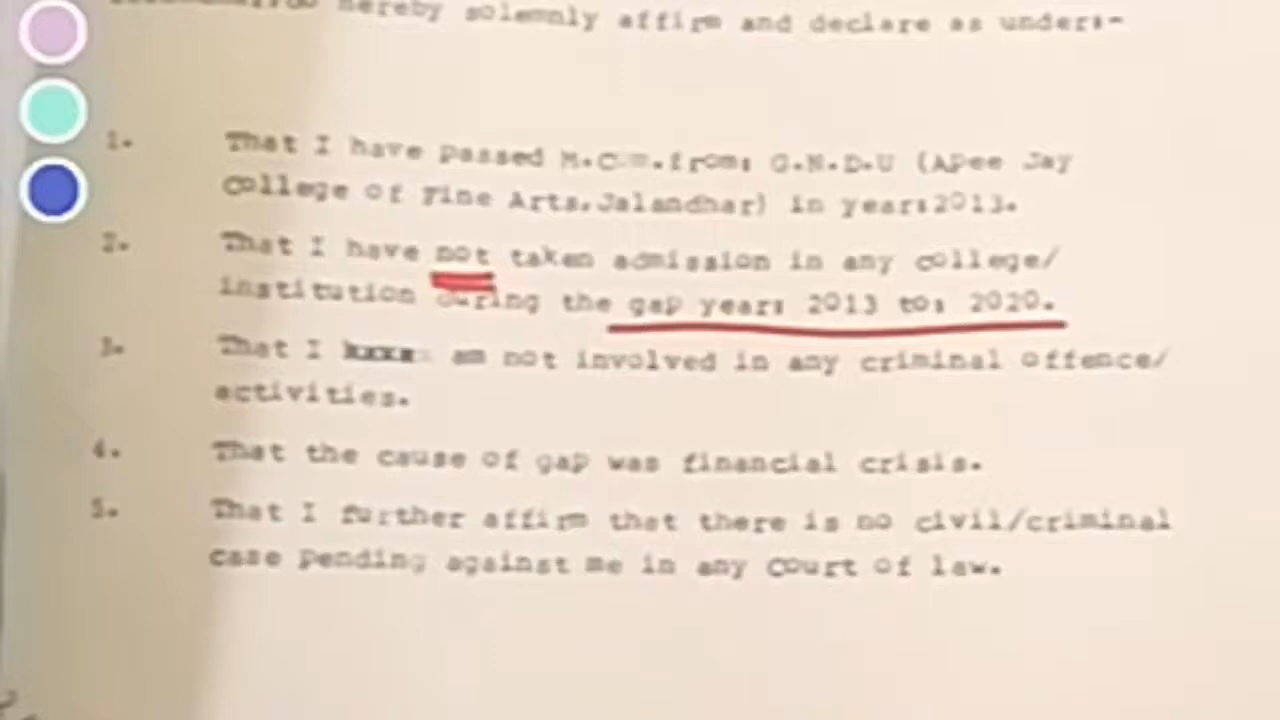 hereby solemnly affirm and declare as under:-
1. That I have passed M.Com.from: G.N.D.U (Apee Jay
College of Fine Arts.Jalandhar) in year:2013.
2. That I have not taken admission in any college/
institution during the gap year: 2013 to: 2020.
3. That I xxxx am not involved in any criminal offence/
activities.
4. That the cause of gap was financial crisis.
5. That I further affirm that there is no civil/criminal
case pending against me in any court of law.